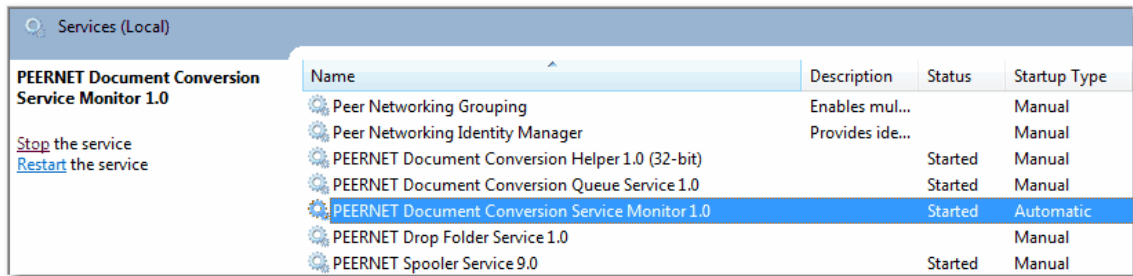 Services (Local)
PEERNET Document Conversion
Service Monitor 1.0
Stop the service
Restart the service
Name Description Status Startup Type
Peer Networking Grouping Enables mul... Manual
Peer Networking Identity Manager Provides ide... Manual
PEERNET Document Conversion Helper 1.0 (32-bit) Started Manual
PEERNET Document Conversion Queue Service 1.0 Started Manual
PEERNET Document Conversion Service Monitor 1.0 Started Automatic
PEERNET Drop Folder Service 1.0 Manual
PEERNET Spooler Service 9.0 Started Manual